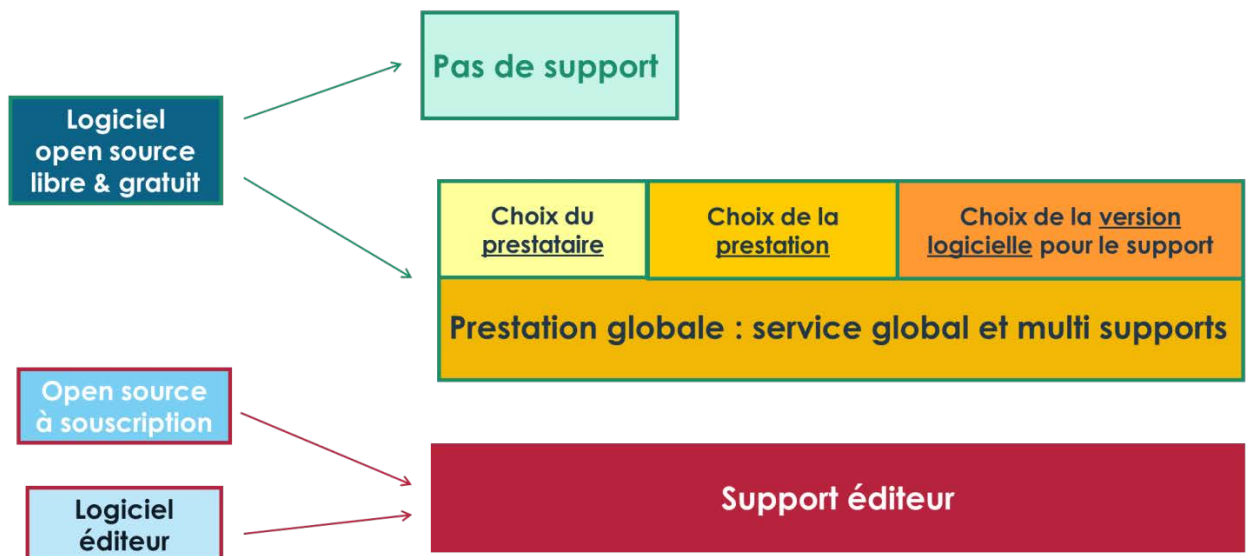 Pas de support
Logiciel
open source
libre & gratuit
Choix du
prestataire
Choix de la
prestation
Choix de la version
logicielle pour le support
Prestation globale : service global et multi supports
Open source
à souscription
Support éditeur
Logiciel
éditeur